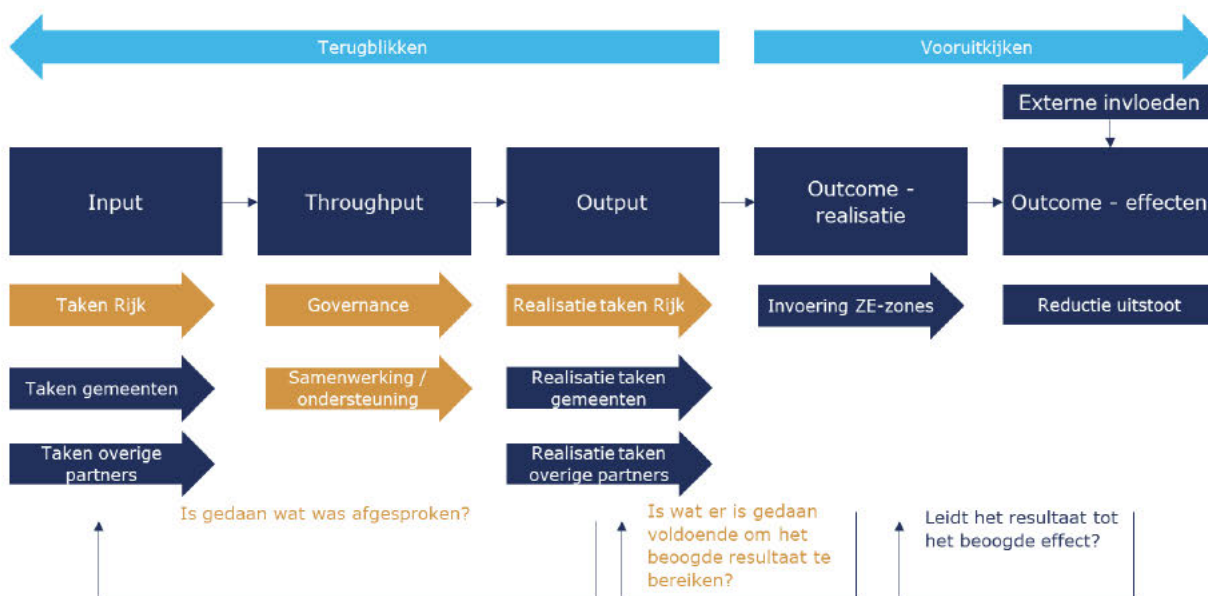 Terugblikken
Vooruitkijken
Externe invloeden
Input
Throughput
Output
Outcome -
realisatie
Outcome - effecten
Taken Rijk
Governance
Realisatie taken Rijk
Invoering ZE-zones
Reductie uitstoot
Taken gemeenten
Samenwerking /
ondersteuning
Realisatie taken
gemeenten
Taken overige
partners
Realisatie taken
overige partners
Is gedaan wat was afgesproken?
Is wat er is gedaan
voldoende om het
beoogde resultaat te
bereiken?
Leidt het resultaat tot
het beoogde effect?